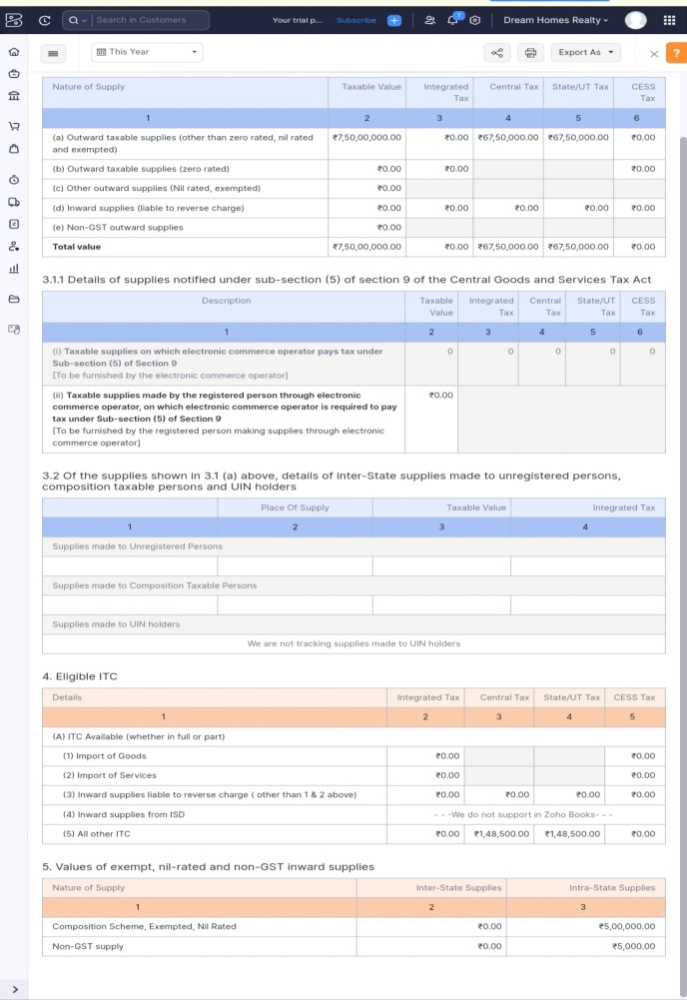 Search in Customers
Your trial p...
Subscribe
1
Dream Homes Realty
This Year
Export As
?
Nature of Supply Taxable Value Integrated Tax Central Tax State/UT Tax CESS Tax
1 2 3 4 5 6
(a) Outward taxable supplies (other than zero rated, nil rated ₹7,50,00,000.00 ₹0.00 ₹67,50,000.00 ₹67,50,000.00 ₹0.00
and exempted)
(b) Outward taxable supplies (zero rated) ₹0.00 ₹0.00 ₹0.00
(c) Other outward supplies (Nil rated, exempted) ₹0.00
(d) Inward supplies (liable to reverse charge) ₹0.00 ₹0.00 ₹0.00 ₹0.00 ₹0.00
(e) Non-GST outward supplies ₹0.00
Total value ₹7,50,00,000.00 ₹0.00 ₹67,50,000.00 ₹67,50,000.00 ₹0.00
3.1.1 Details of supplies notified under sub-section (5) of section 9 of the Central Goods and Services Tax Act
Description Taxable Value Integrated Tax Central Tax State/UT Tax CESS Tax
1 2 3 4 5 6
(i) Taxable supplies on which electronic commerce operator pays tax under 0 0 0 0 0
Sub-section (5) of Section 9
[To be furnished by the electronic commerce operator]
(ii) Taxable supplies made by the registered person through electronic ₹0.00
commerce operator, on which electronic commerce operator is required to pay
tax under Sub-section (5) of Section 9
[To be furnished by the registered person making supplies through electronic
commerce operator]
3.2 Of the supplies shown in 3.1 (a) above, details of inter-State supplies made to unregistered persons,
composition taxable persons and UIN holders
Place Of Supply Taxable Value Integrated Tax
1 2 3 4
Supplies made to Unregistered Persons
Supplies made to Composition Taxable Persons
Supplies made to UIN holders
We are not tracking supplies made to UIN holders
4. Eligible ITC
Details Integrated Tax Central Tax State/UT Tax CESS Tax
1 2 3 4 5
(A) ITC Available (whether in full or part)
(1) Import of Goods ₹0.00 ₹0.00
(2) Import of Services ₹0.00 ₹0.00
(3) Inward supplies liable to reverse charge ( other than 1 & 2 above) ₹0.00 ₹0.00 ₹0.00 ₹0.00
(4) Inward supplies from ISD - - -We do not support in Zoho Books- - -
(5) All other ITC ₹0.00 ₹1,48,500.00 ₹1,48,500.00 ₹0.00
5. Values of exempt, nil-rated and non-GST inward supplies
Nature of Supply Inter-State Supplies Intra-State Supplies
1 2 3
Composition Scheme, Exempted, Nil Rated ₹0.00 ₹5,00,000.00
Non-GST supply ₹0.00 ₹5,000.00